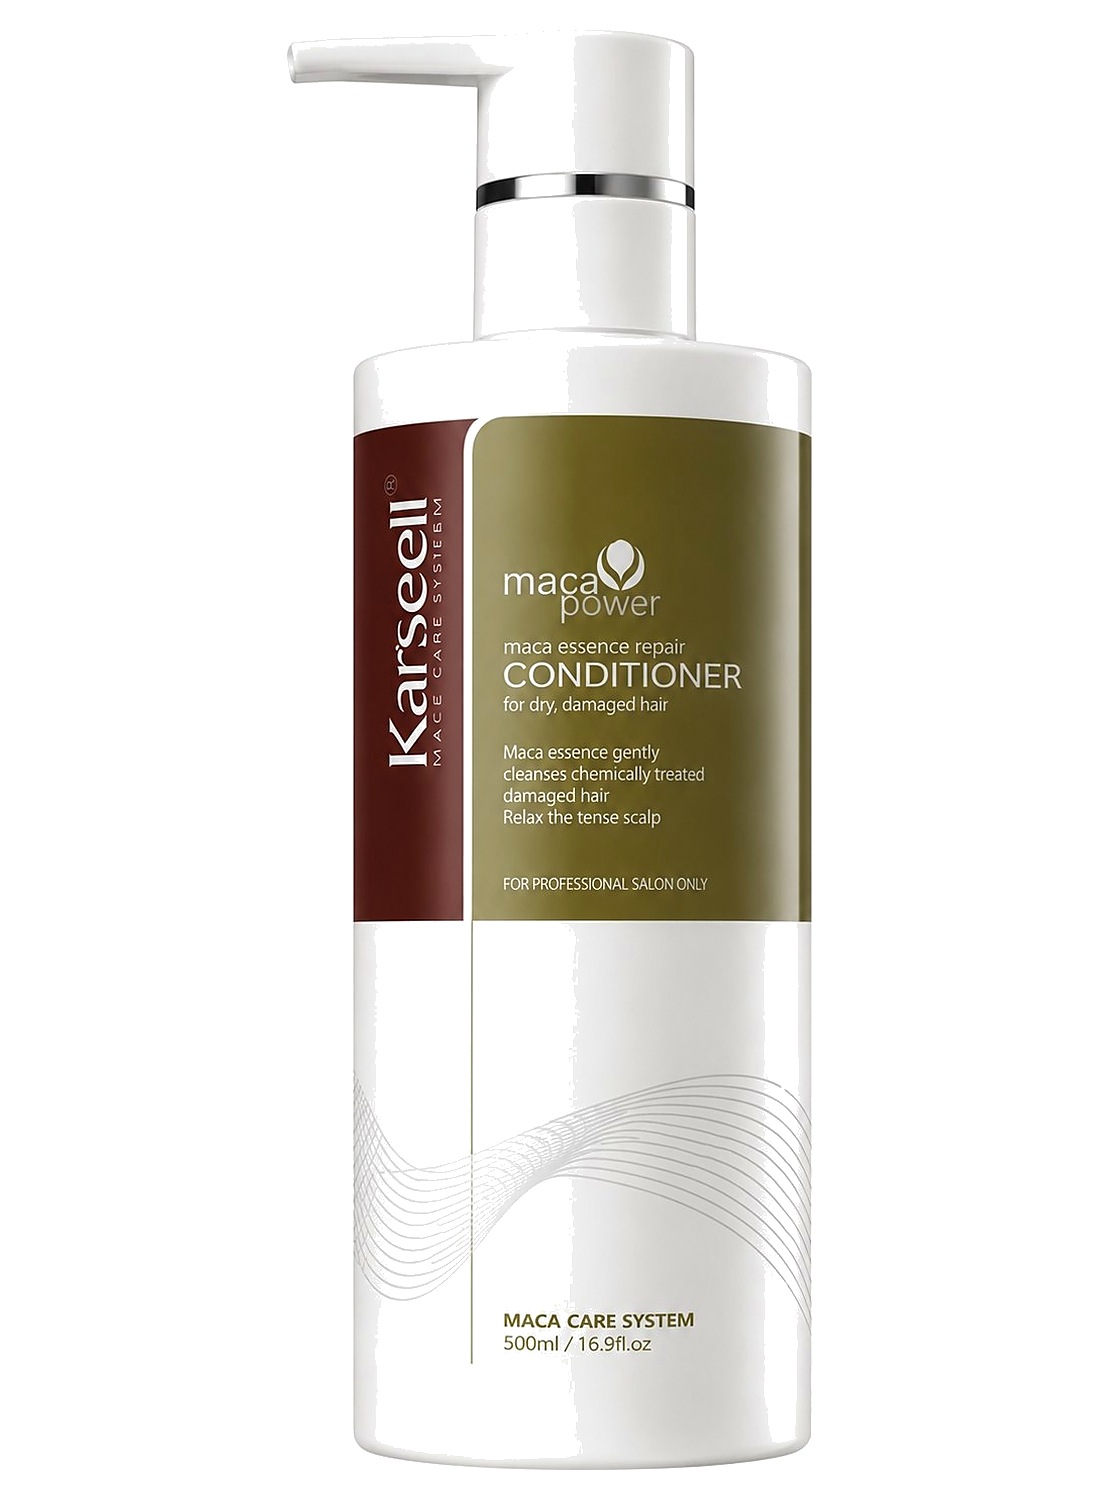 Karseell®
MACE CARE SYSTEEM
maca
power
maca essence repair
CONDITIONER
for dry, damaged hair
Maca essence gently
cleanses chemically treated
damaged hair
Relax the tense scalp
FOR PROFESSIONAL SALON ONLY
MACA CARE SYSTEM
500ml / 16.9fl.oz